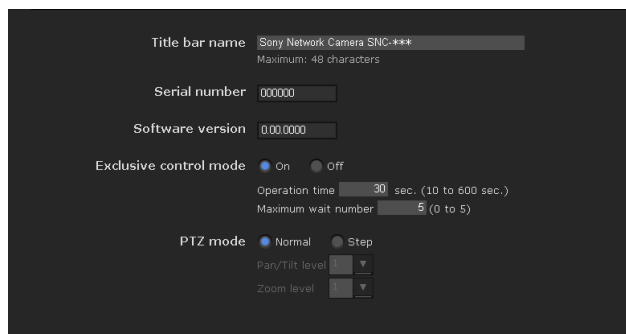 Title bar name Sony Network Camera SNC-***
Maximum: 48 characters
Serial number 000000
Software version 0.00.0000
Exclusive control mode On Off
Operation time 30 sec. (10 to 600 sec.)
Maximum wait number 5 (0 to 5)
PTZ mode Normal Step
Pan/Tilt level 1
Zoom level 1